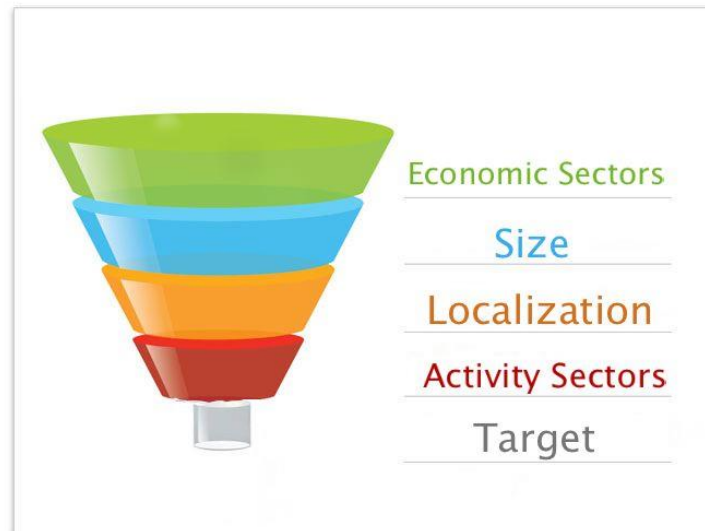 Economic Sectors
Size
Localization
Activity Sectors
Target